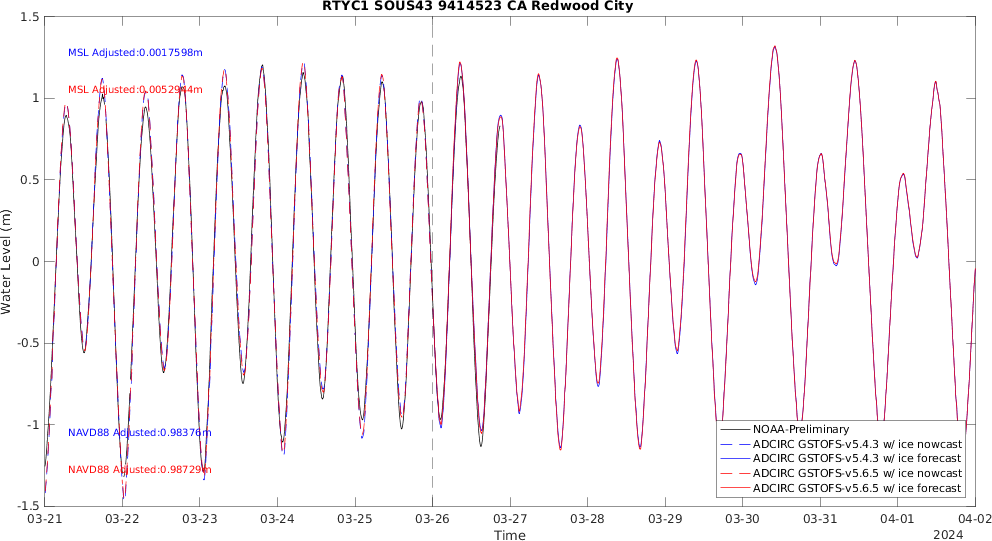 RTYC1 SOUS43 9414523 CA Redwood City
MSL Adjusted:0.0017598m
MSL Adjusted:0.0052944m
NAVD88 Adjusted:0.98376m
NAVD88 Adjusted:0.98729m
Water Level (m)
1.5
1
0.5
0
-0.5
-1
-1.5
NOAA-Preliminary
ADCIRC GSTOFS-v5.4.3 w/ ice nowcast
ADCIRC GSTOFS-v5.4.3 w/ ice forecast
ADCIRC GSTOFS-v5.6.5 w/ ice nowcast
ADCIRC GSTOFS-v5.6.5 w/ ice forecast
03-21 03-22 03-23 03-24 03-25 03-26 03-27 03-28 03-29 03-30 03-31 04-01 04-02
Time
2024